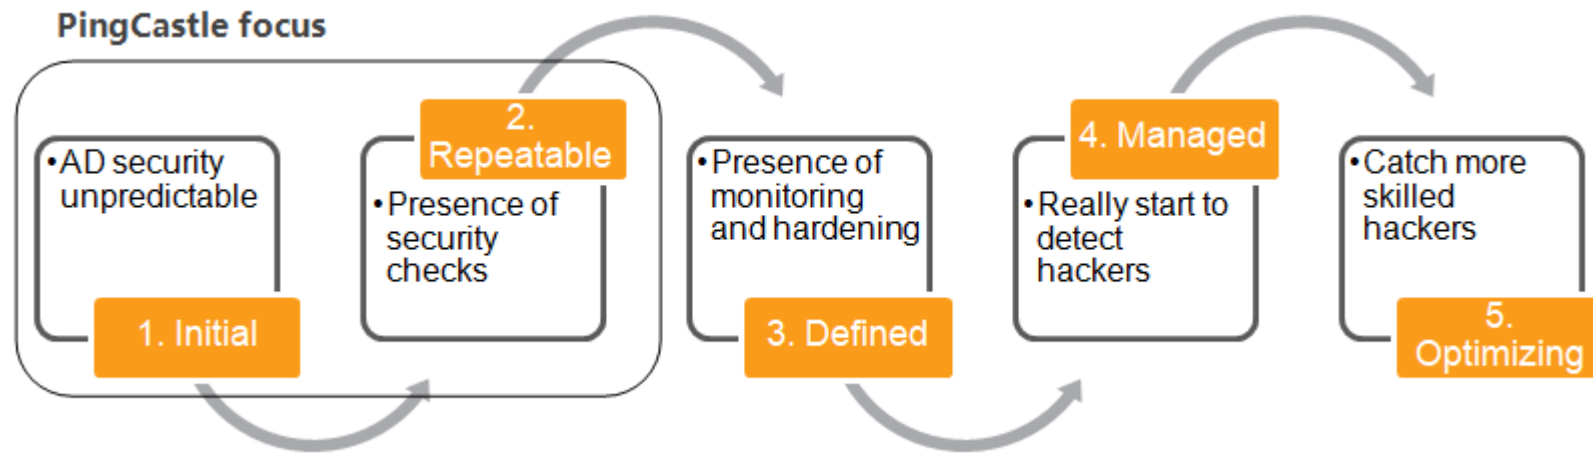 PingCastle focus
•AD security
unpredictable
1. Initial
2.
Repeatable
•Presence of
security
checks
•Presence of
monitoring
and hardening
3. Defined
4. Managed
•Really start to
detect
hackers
•Catch more
skilled
hackers
5.
Optimizing